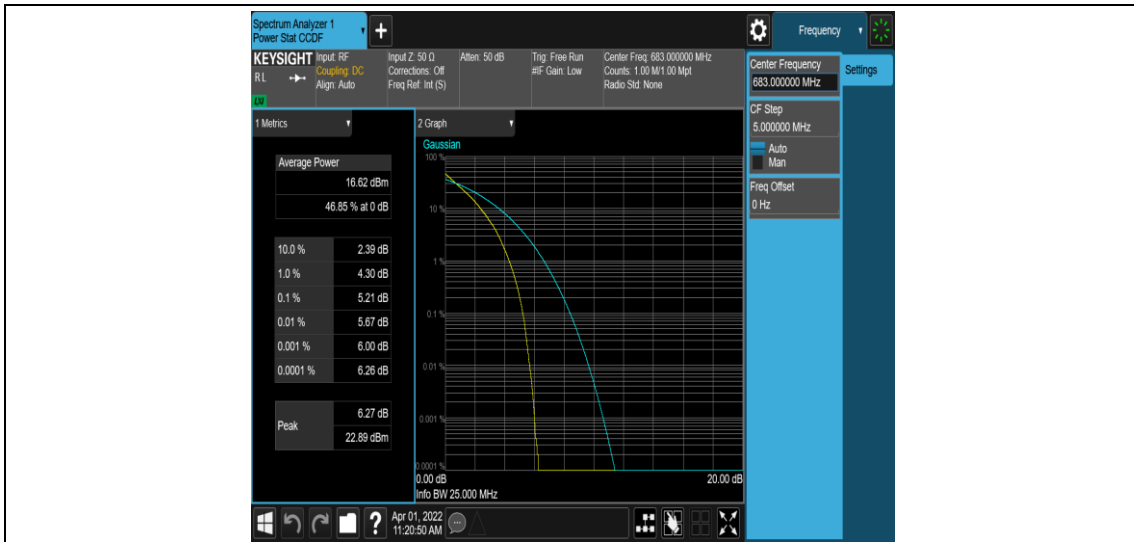 Spectrum Analyzer 1
Power Stat CCDF
Frequency
KEYSIGHT
RL
Input: RF
Coupling: DC
Align: Auto
Input Z: 50 Ω
Corrections: Off
Freq Ref: Int (S)
Atten: 50 dB
Trig: Free Run
#IF Gain: Low
Center Freq: 683.000000 MHz
Counts: 1.00 M/1.00 Mpt
Radio Std: None
Center Frequency
683.000000 MHz
Settings
CF Step
5.000000 MHz
Auto
Man
Freq Offset
0 Hz
1 Metrics
Average Power
16.62 dBm
46.85 % at 0 dB
10.0 % 2.39 dB
1.0 % 4.30 dB
0.1 % 5.21 dB
0.01 % 5.67 dB
0.001 % 6.00 dB
0.0001 % 6.26 dB
Peak
6.27 dB
22.89 dBm
2 Graph
Gaussian
100 %
10 %
1 %
0.1 %
0.01 %
0.001 %
0.0001 %
0.00 dB
20.00 dB
Info BW 25.000 MHz
Apr 01, 2022
11:20:50 AM